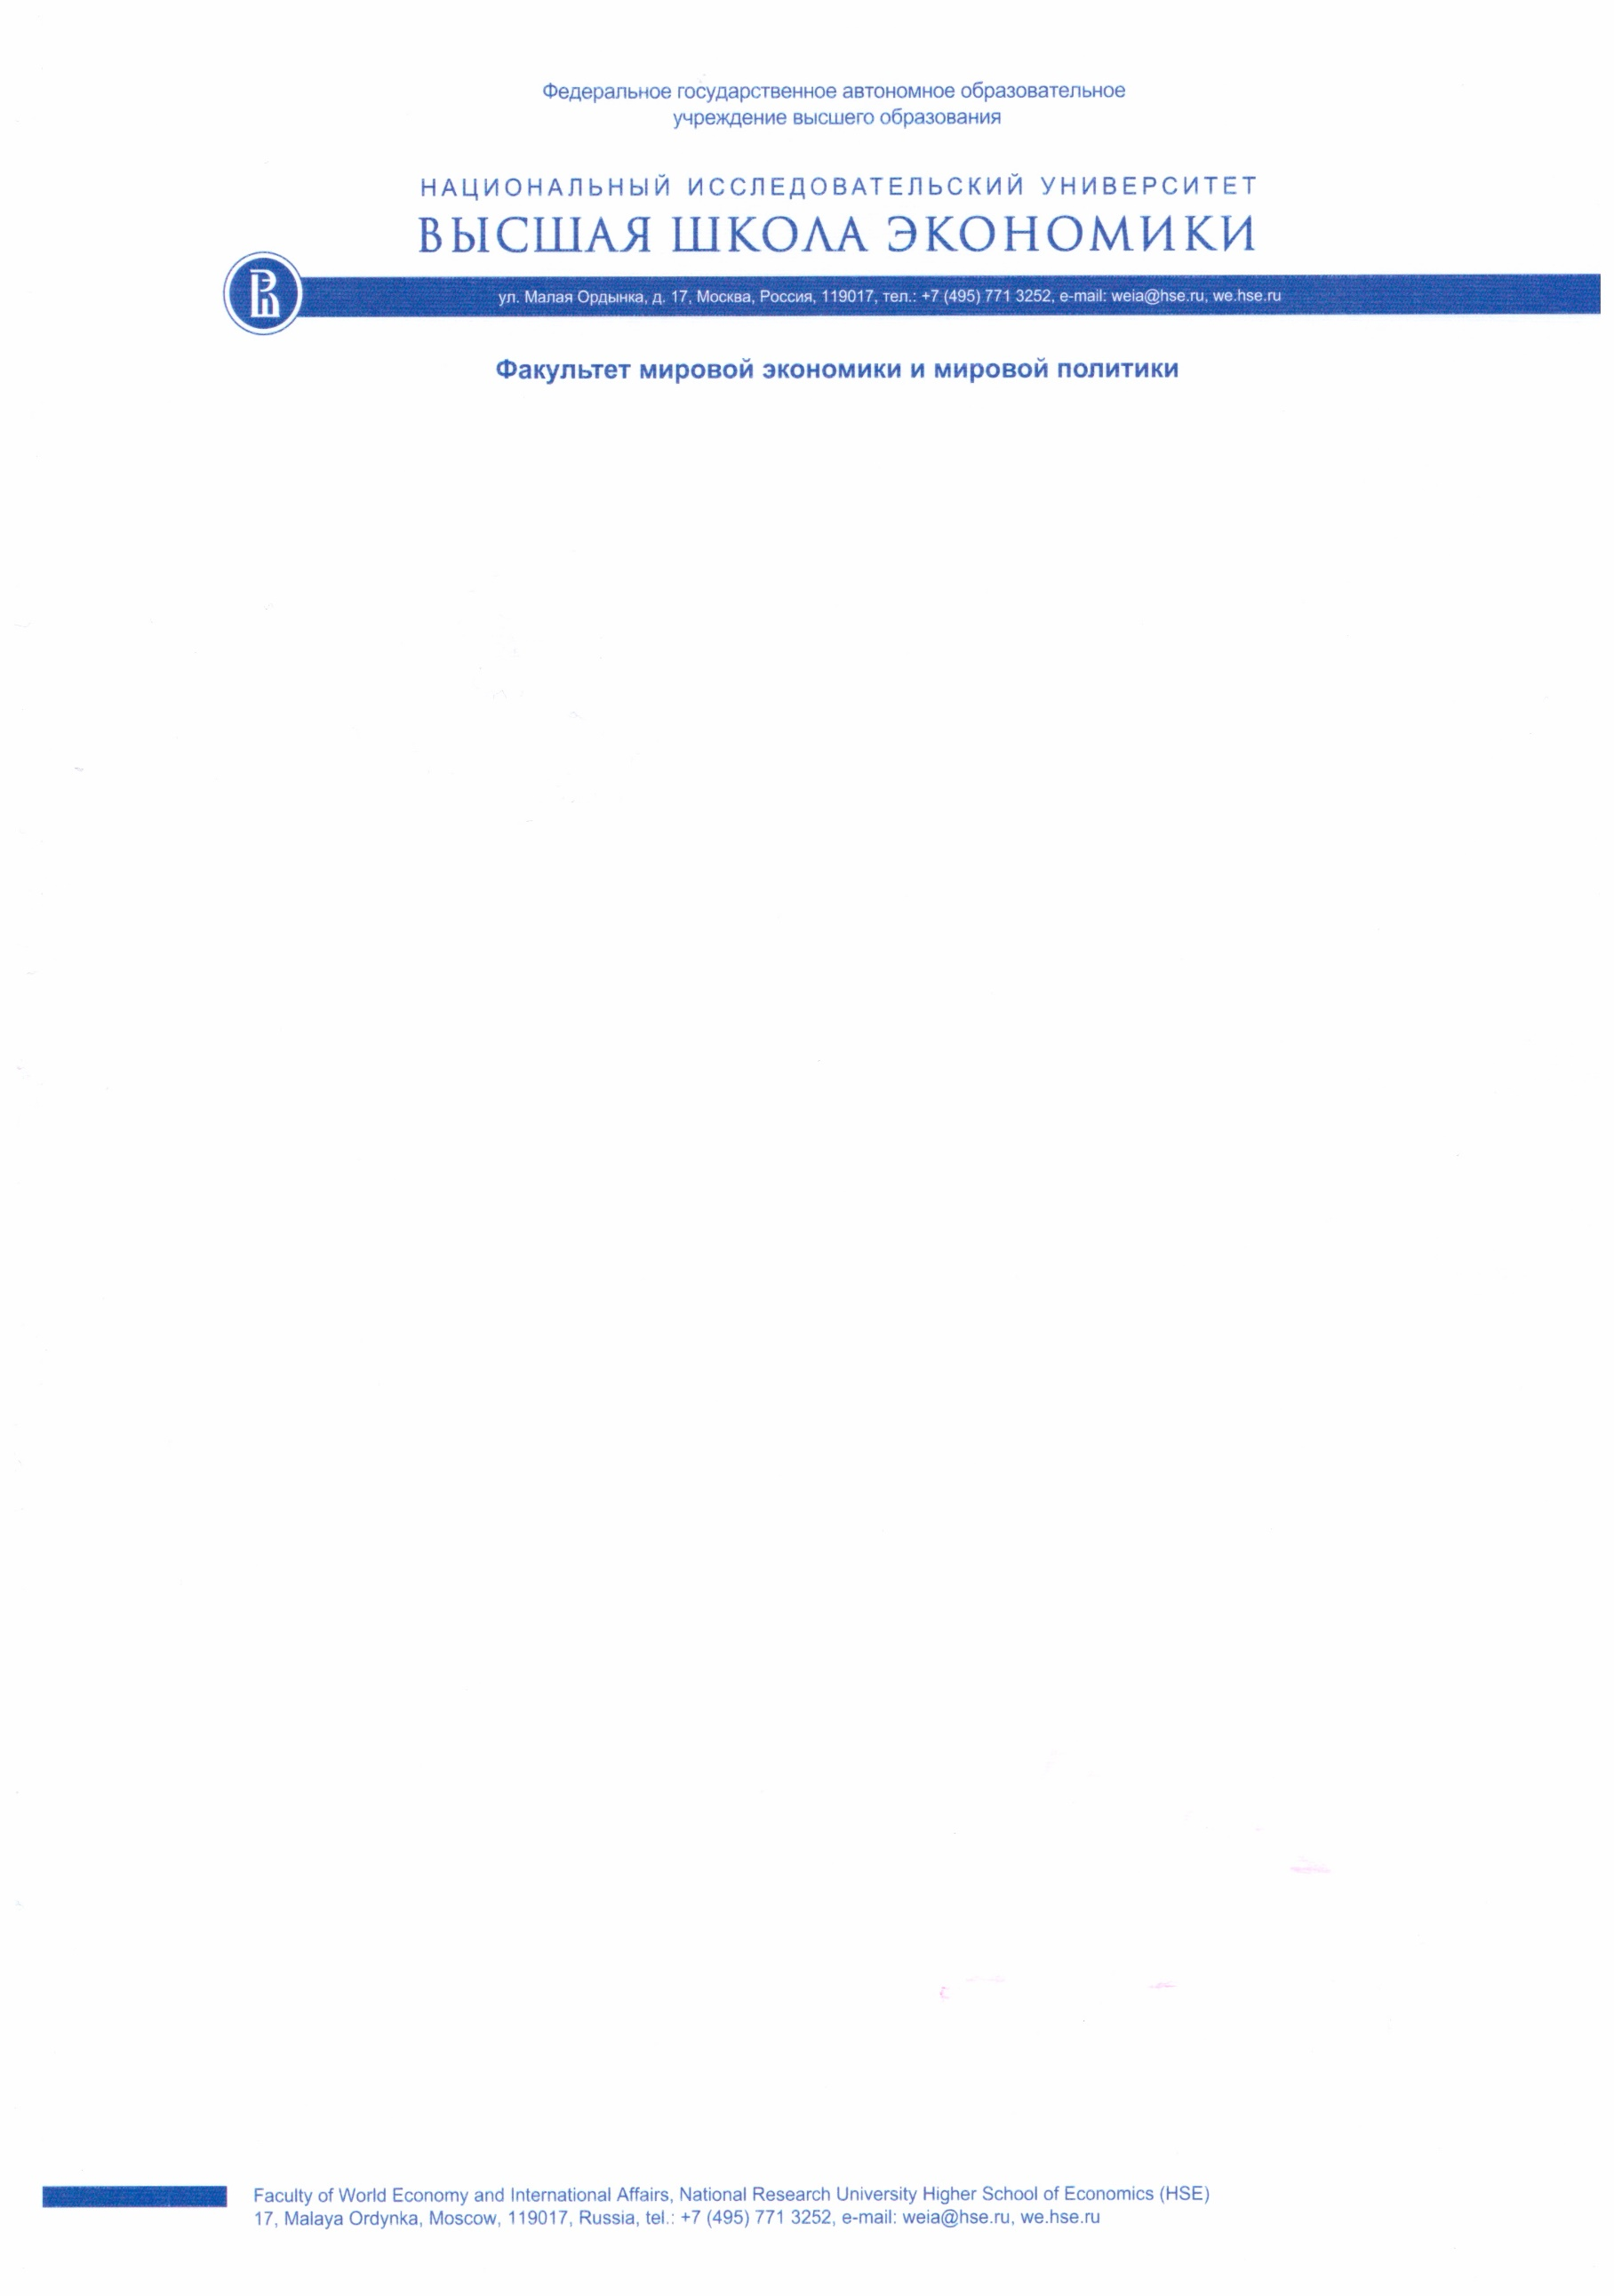 Федеральное государственное автономное образовательное
учреждение высшего образования
НАЦИОНАЛЬНЫЙ ИССЛЕДОВАТЕЛЬСКИЙ УНИВЕРСИТЕТ
ВЫСШАЯ ШКОЛА ЭКОНОМИКИ
ул. Малая Ордынка, д. 17, Москва, Россия, 119017, тел.: +7 (495) 771 3252, e-mail: weia@hse.ru, we.hse.ru
Факультет мировой экономики и мировой политики
Faculty of World Economy and International Affairs, National Research University Higher School of Economics (HSE)
17, Malaya Ordynka, Moscow, 119017, Russia, tel.: +7 (495) 771 3252, e-mail: weia@hse.ru, we.hse.ru